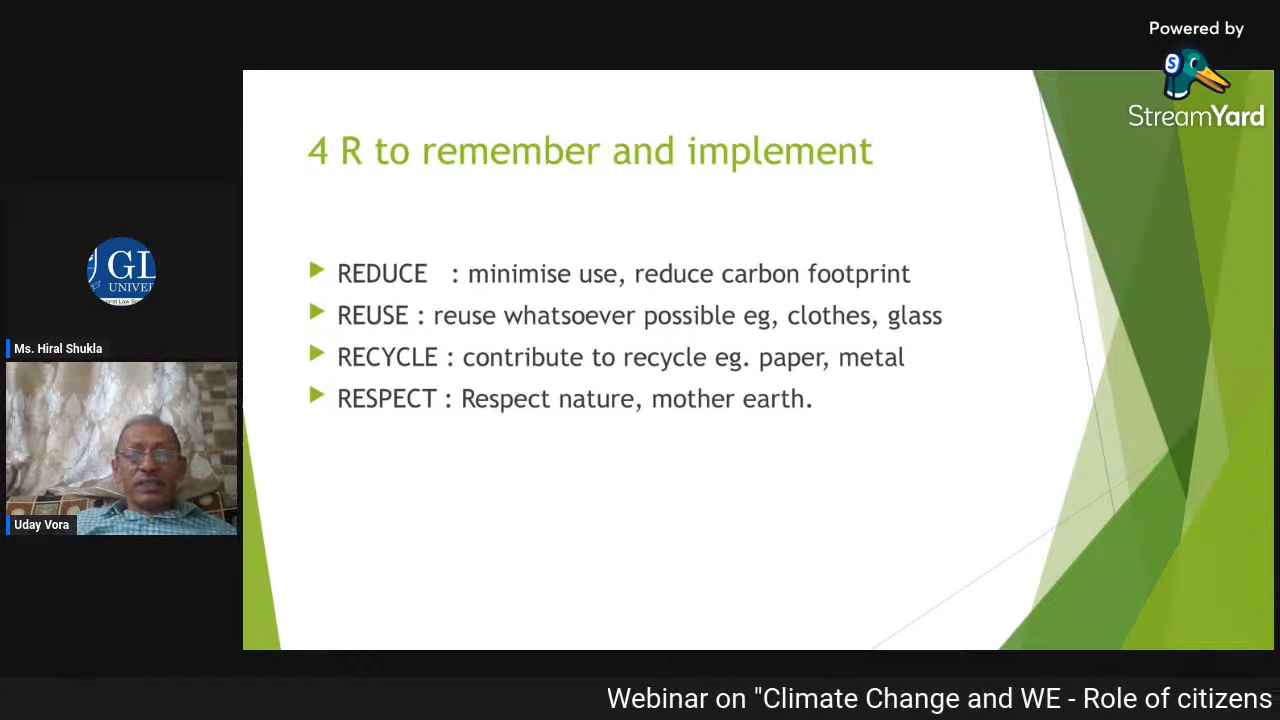 Powered by
StreamYard
4 R to remember and implement
REDUCE : minimise use, reduce carbon footprint
REUSE : reuse whatsoever possible eg, clothes, glass
RECYCLE : contribute to recycle eg. paper, metal
RESPECT : Respect nature, mother earth.
GL
UNIVER
Ms. Hiral Shukla
Uday Vora
Webinar on "Climate Change and WE - Role of citizens